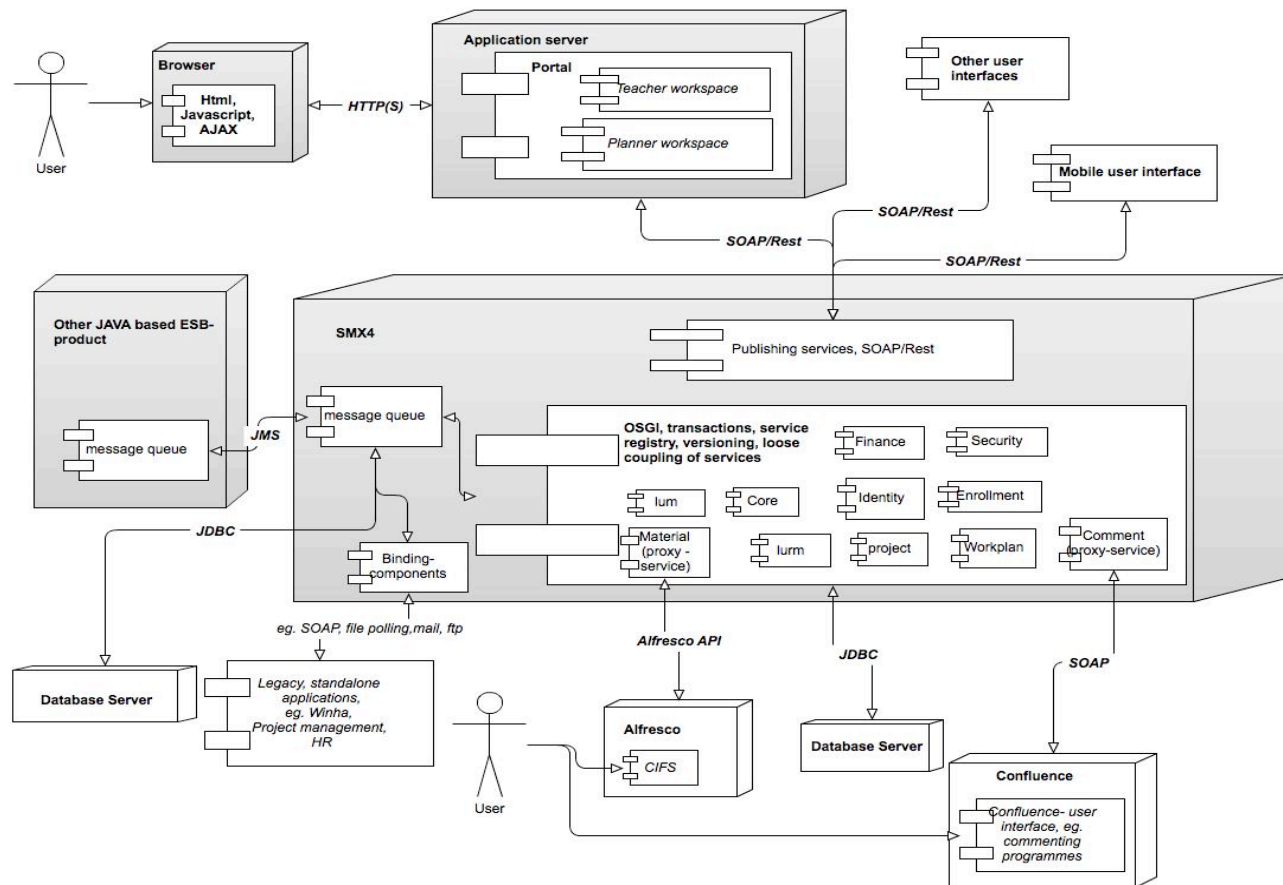 Application server
Portal
Teacher workspace
Planner workspace
Browser
Html,
Javascript,
AJAX
HTTP(S)
User
Other user
interfaces
Mobile user interface
SOAP/Rest
SOAP/Rest
SOAP/Rest
Other JAVA based ESB-
product
message queue
JMS
SMX4
message queue
Publishing services, SOAP/Rest
OSGI, transactions, service
registry, versioning, loose
coupling of services
Finance
Security
lum
Core
Identity
Enrollment
Material
(proxy -
service)
lurm
project
Workplan
Comment
(proxy-service)
JDBC
Binding-
components
eg. SOAP, file polling,mail, ftp
Alfresco API
JDBC
SOAP
Database Server
Legacy, standalone
applications,
eg. Winha,
Project management,
HR
User
Alfresco
CIFS
Database Server
Confluence
Confluence- user
interface, eg.
commenting
programmes